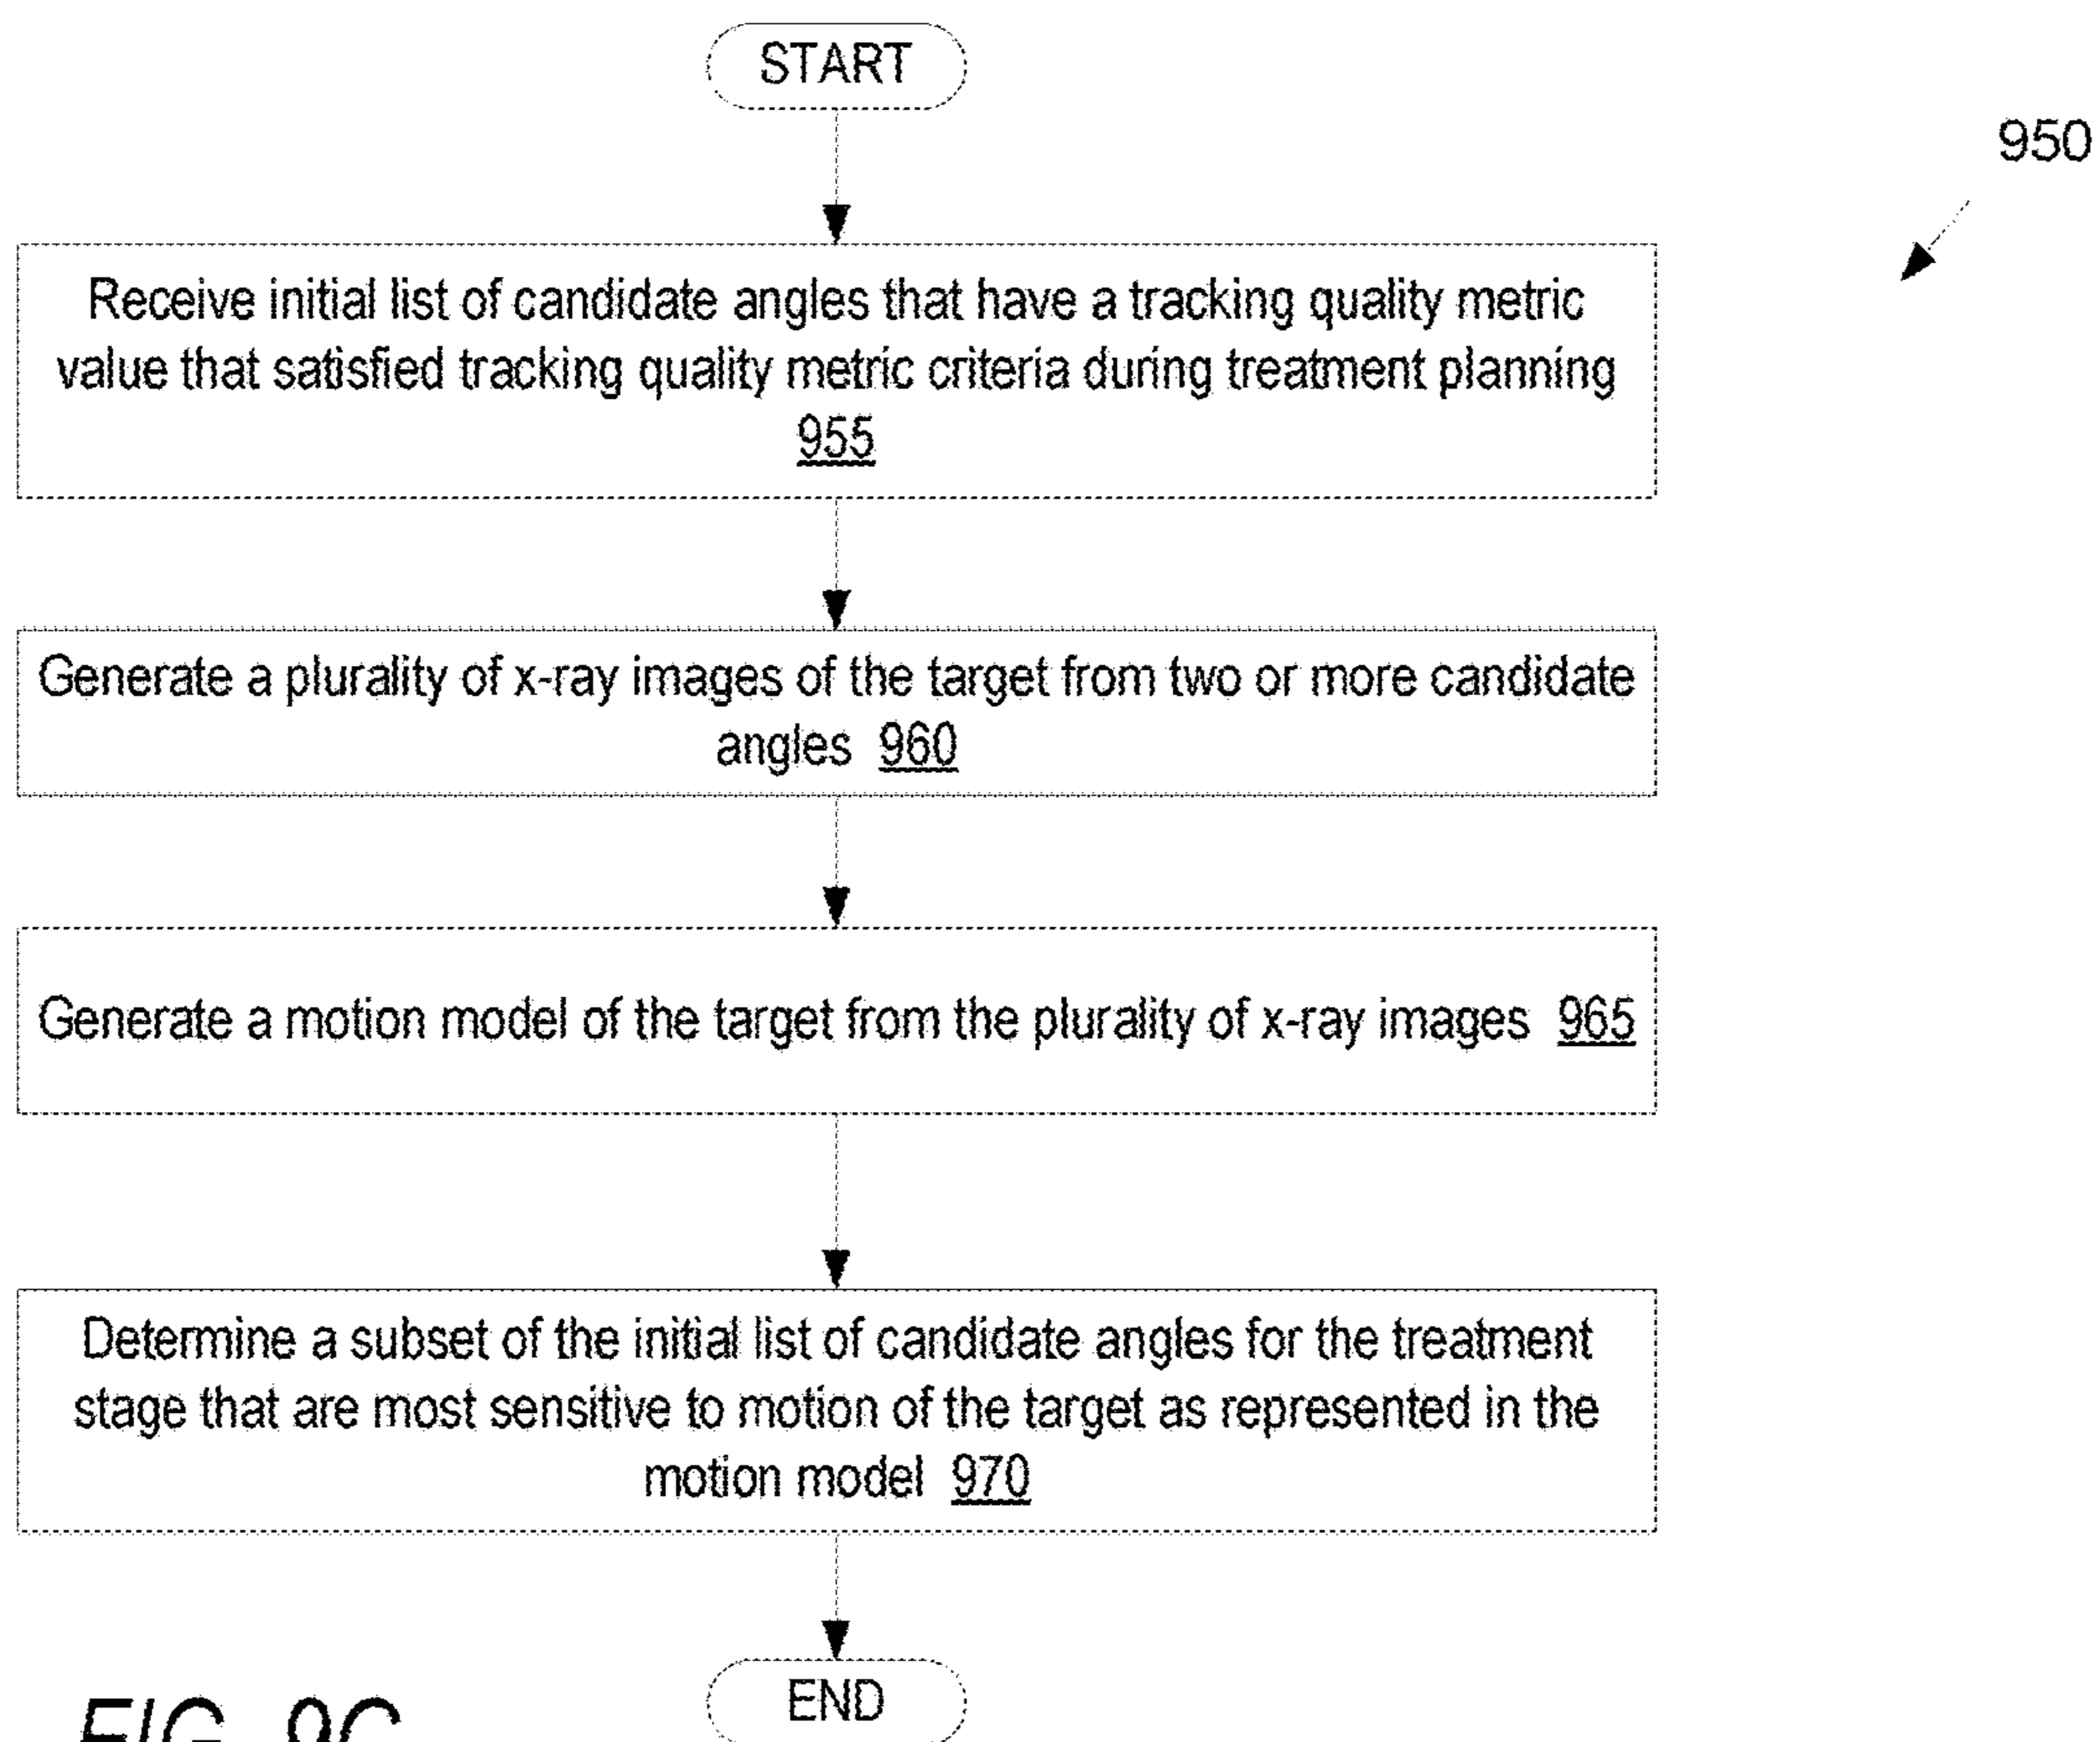 START
950
Receive initial list of candidate angles that have a tracking quality metric
value that satisfied tracking quality metric criteria during treatment planning
955
Generate a plurality of x-ray images of the target from two or more candidate
angles 960
Generate a motion model of the target from the plurality of x-ray images 965
Determine a subset of the initial list of candidate angles for the treatment
stage that are most sensitive to motion of the target as represented in the
motion model 970
END
FIG. 9C